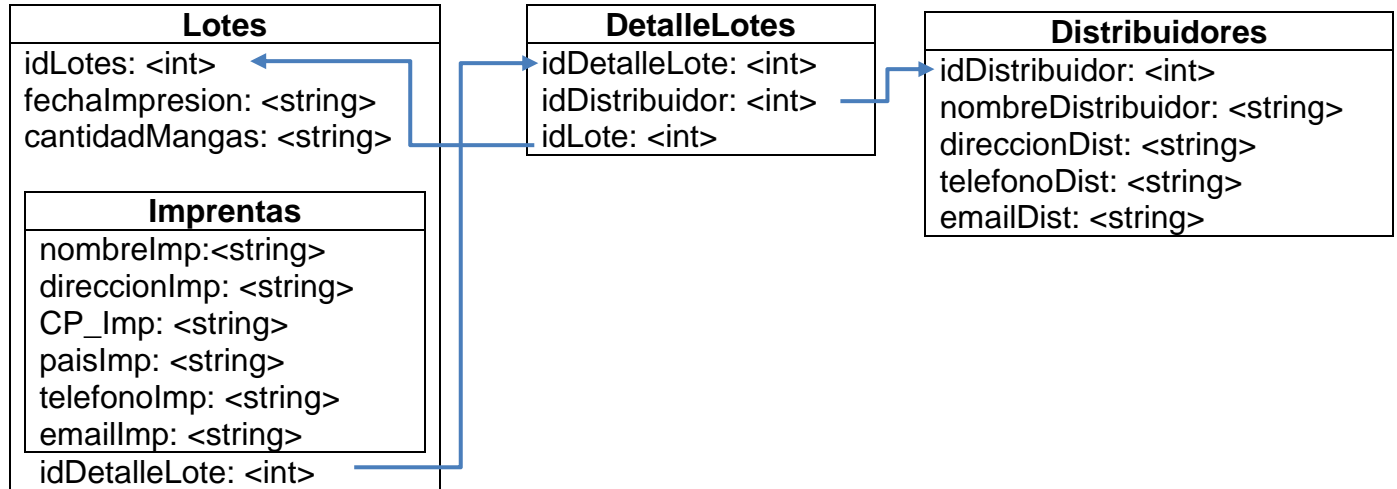 Lotes
idLotes: <int>
fechaImpresion: <string>
cantidadMangas: <string>
Imprentas
nombreImp:<string>
direccionImp: <string>
CP_Imp: <string>
paisImp: <string>
telefonoImp: <string>
emailImp: <string>
idDetalleLote: <int>
DetalleLotes
idDetalleLote: <int>
idDistribuidor: <int>
idLote: <int>
Distribuidores
idDistribuidor: <int>
nombreDistribuidor: <string>
direccionDist: <string>
telefonoDist: <string>
emailDist: <string>